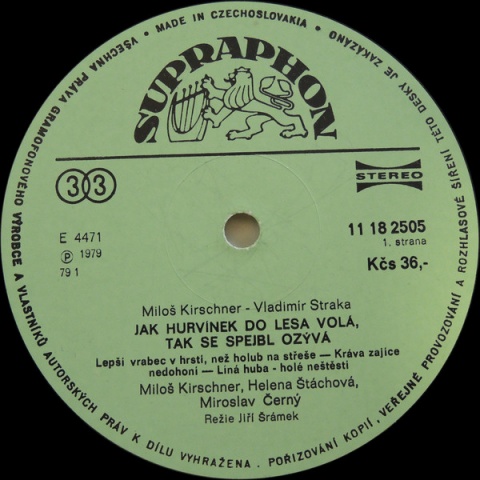 MADE IN CZECHOSLOVAKIA • VŠECHNA PRÁVA GRAMOFONOVÉHO VÝROBCE A VLASTNÍKŮ AUTORSKÝCH PRÁV K DÍLU VYHRAŽENA • POŘIZOVÁNÍ KOPIÍ, VEŘEJNÉ PROVOZOVÁNÍ A ROZHLASOVÉ ŠÍŘENÍ TÉTO DESKY JE ZAKÁZÁNO •
SUPRAPHON
33
STEREO
E 4471
Ⓟ 1979
79 1
11 18 2505
1. strana
Kčs 36,-
Miloš Kirschner - Vladimír Straka
JAK HURVÍNEK DO LESA VOLÁ,
TAK SE SPEJBL OZÝVÁ
Lepší vrabec v hrsti, než holub na střeše — Kráva zajíce
nedohoní — Líná huba - holé neštěstí
Miloš Kirschner, Helena Štáchová,
Miroslav Černý
Režie Jiří Šrámek